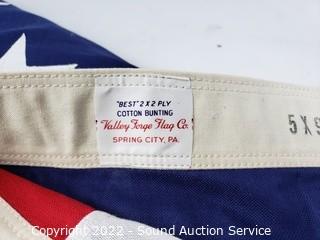 "BEST" 2 X 2 PLY
COTTON BUNTING
Valley Forge Flag Co.
SPRING CITY, PA.
5 X 9
Copyright 2022 - Sound Auction Service